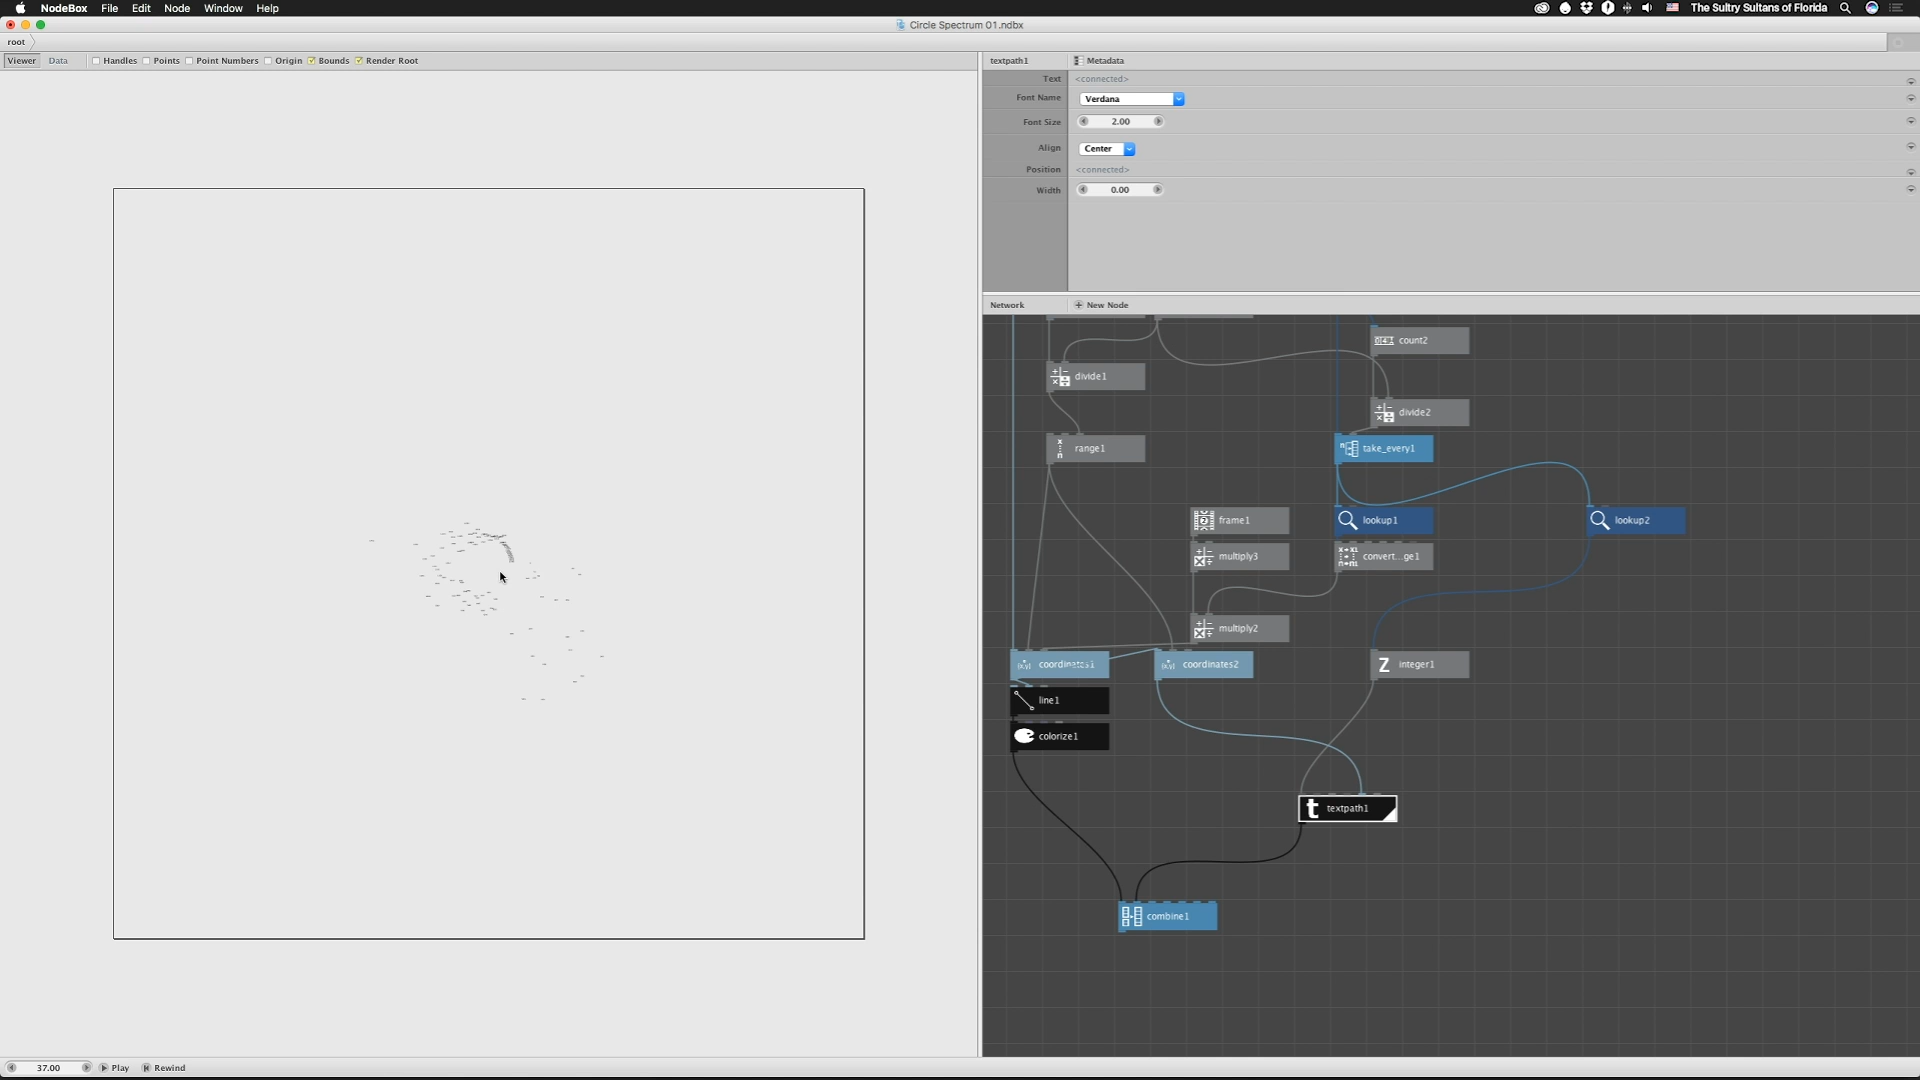 NodeBox File Edit Node Window Help The Sultry Sultans of Florida
Circle Spectrum 01.ndbx
root
Viewer Data Handles Points Point Numbers Origin Bounds Render Root
textpath1 Metadata
Text <connected>
Font Name Verdana
Font Size 2.00
Align Center
Position <connected>
Width 0.00
Network New Node
count2
divide1
divide2
range1
take_every1
frame1
lookup1
lookup2
multiply3
convert...ge1
multiply2
coordinates1
coordinates2
integer1
line1
colorize1
textpath1
combine1
37.00 Play Rewind